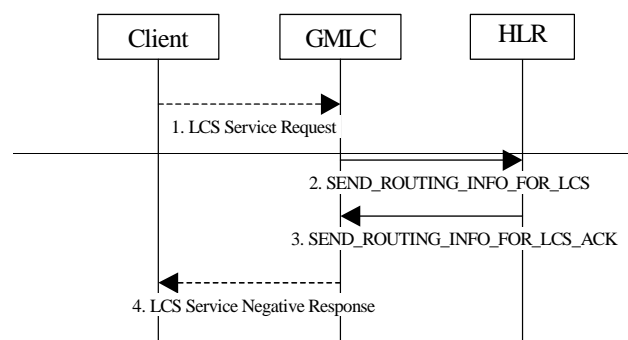 Client
GMLC
HLR
1. LCS Service Request
2. SEND_ROUTING_INFO_FOR_LCS
3. SEND_ROUTING_INFO_FOR_LCS_ACK
4. LCS Service Negative Response